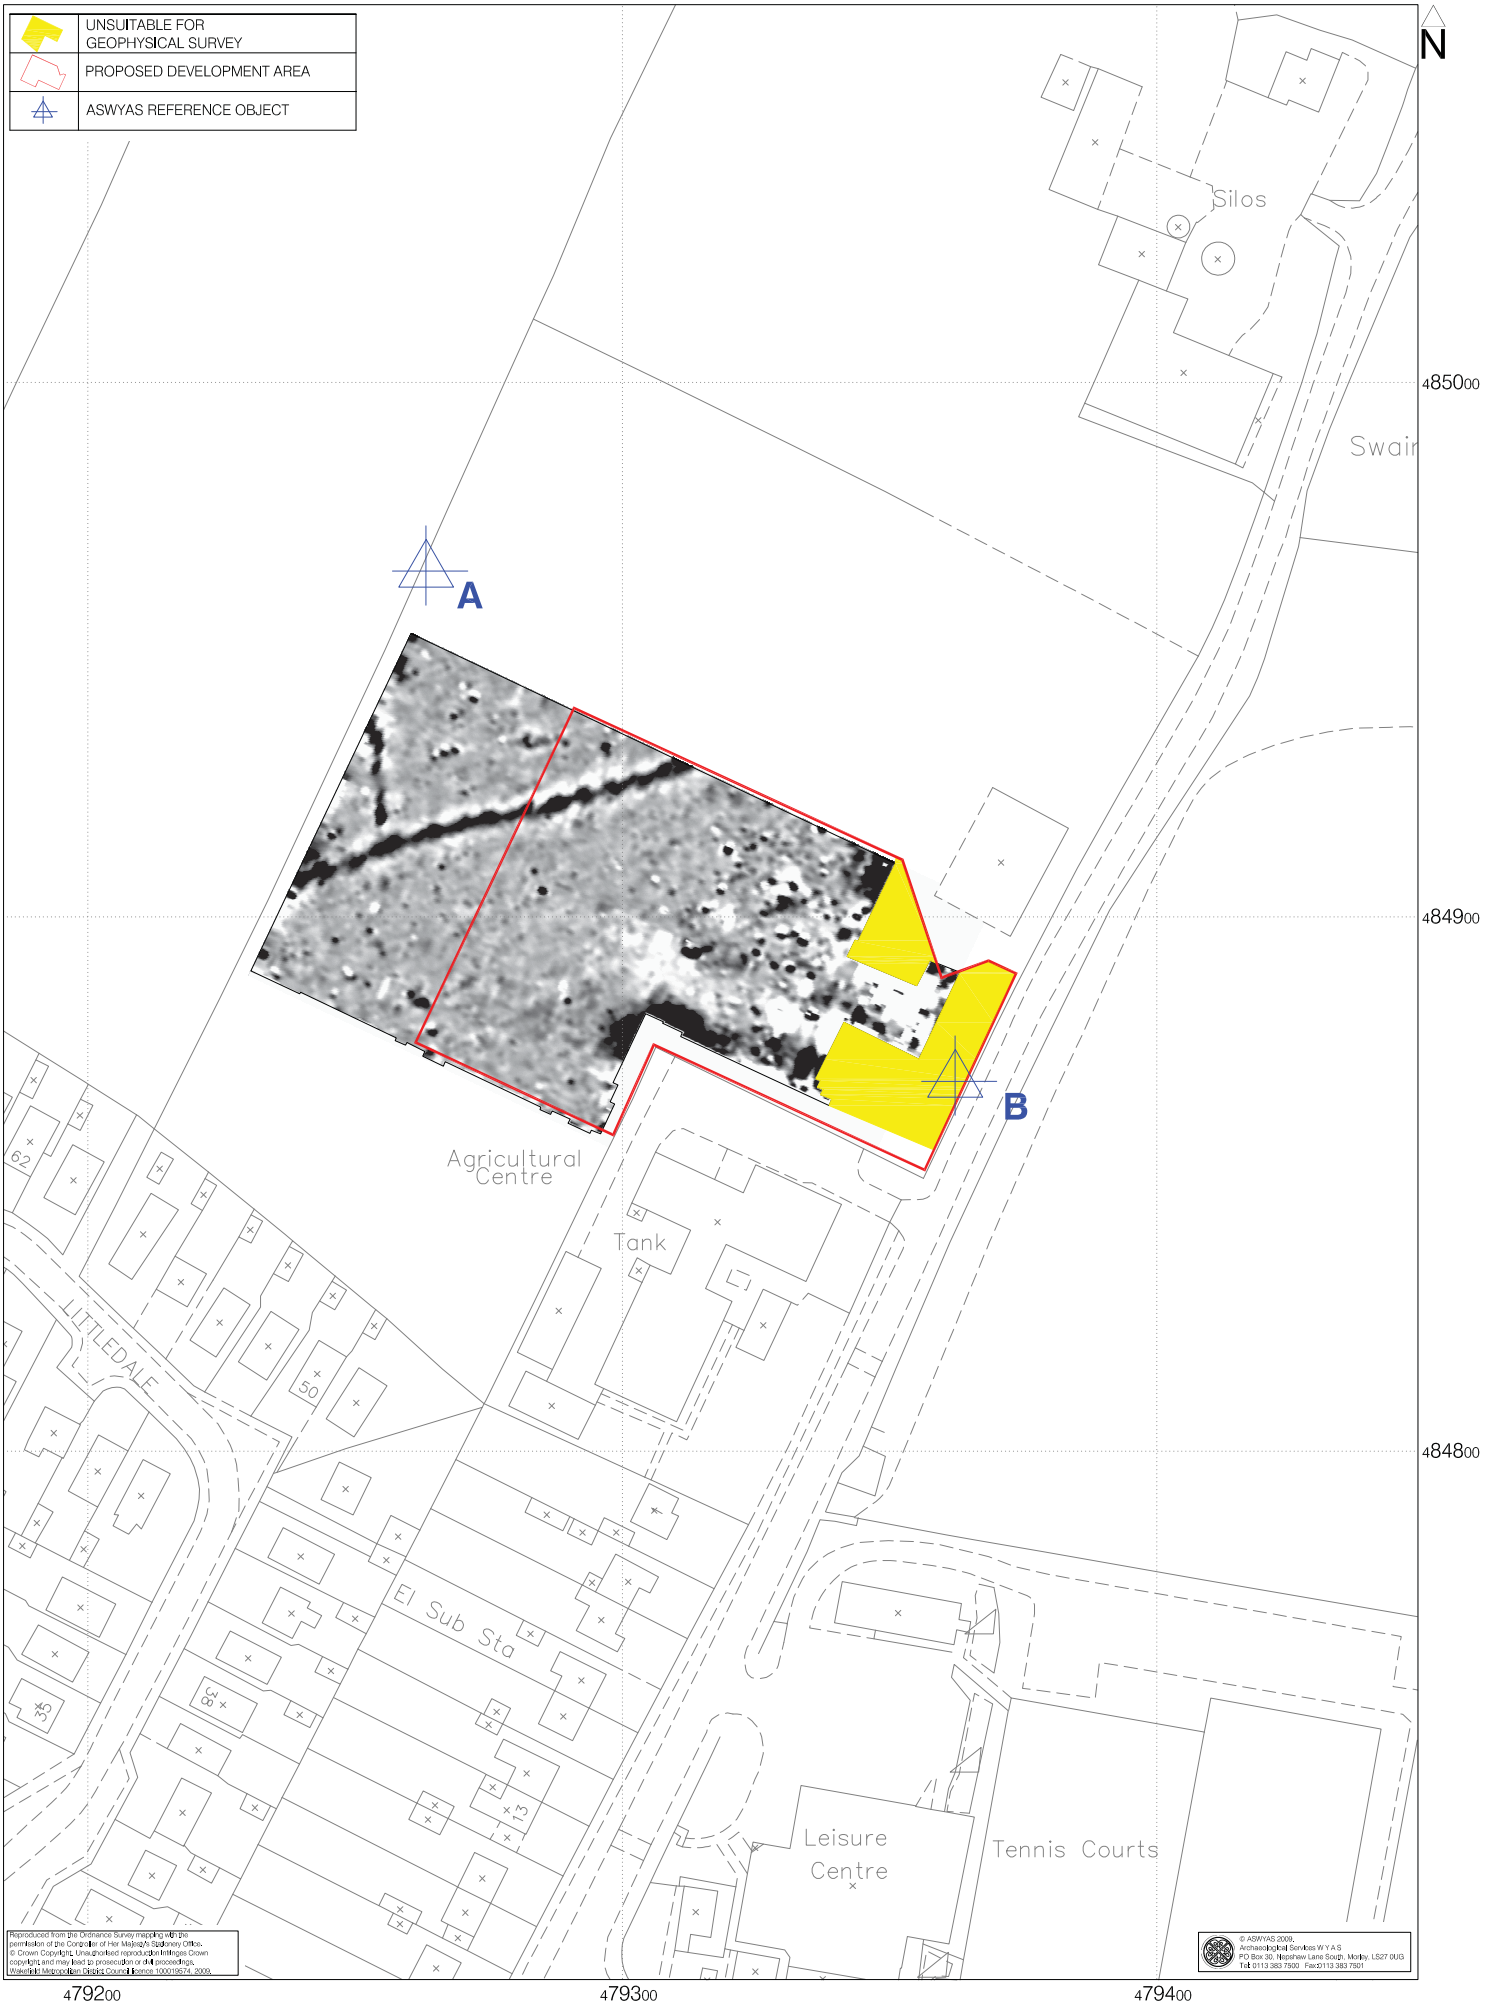 UNSUITABLE FOR
GEOPHYSICAL SURVEY
PROPOSED DEVELOPMENT AREA
ASWYAS REFERENCE OBJECT
N
Silos
485000
Swair
A
484900
B
Agricultural
Centre
62
Tank
LITTLEDALE
50
484800
El Sub Sta
38
35
13
Leisure
Centre
Tennis Courts
Reproduced from the Ordnance Survey mapping with the
permission of the Controller of Her Majesty's Stationery Office.
© Crown Copyright. Unauthorised reproduction infringes Crown
copyright and may lead to prosecution or civil proceedings.
Wakefield Metropolitan District Council licence 100019574, 2009.
© ASWYAS 2009.
Archaeological Services W Y A S
PO Box 30, Nepshaw Lane South, Morley, LS27 0UG
Tel: 0113 383 7500 Fax: 0113 383 7501
479200
479300
479400